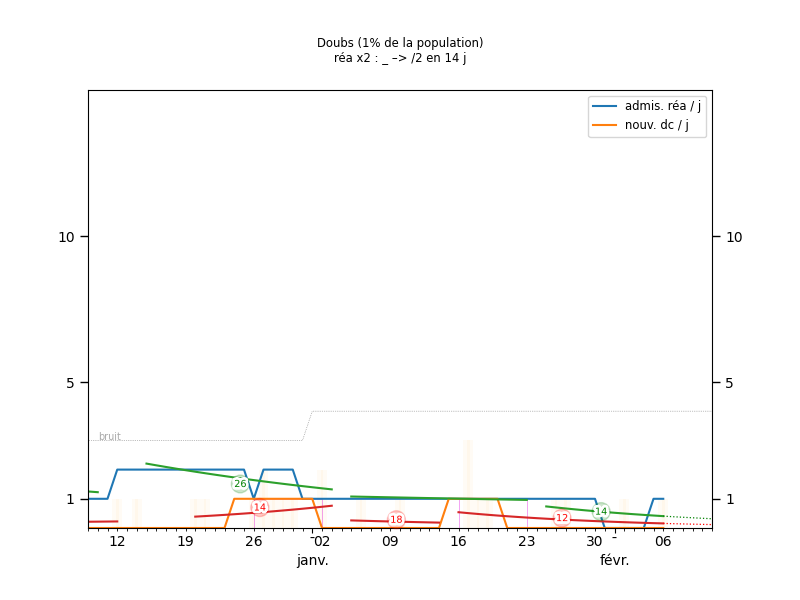 Doubs (1% de la population)
réa x2 : _ –> /2 en 14 j
admis. réa / j
nouv. dc / j
10 10
5 5
bruit
1 1
26 14 18 12 14
12 19 26 02 09 16 23 30 06
janv. févr.